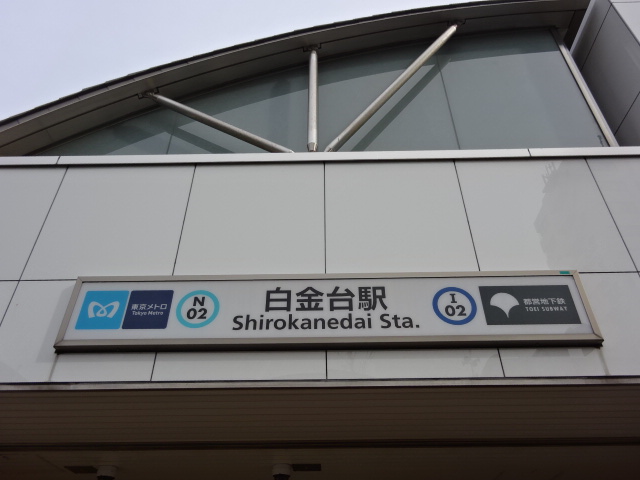 東京メトロ
Tokyo Metro
N
02
白金台駅
Shirokanedai Sta.
I
02
都営地下鉄
TOEI SUBWAY